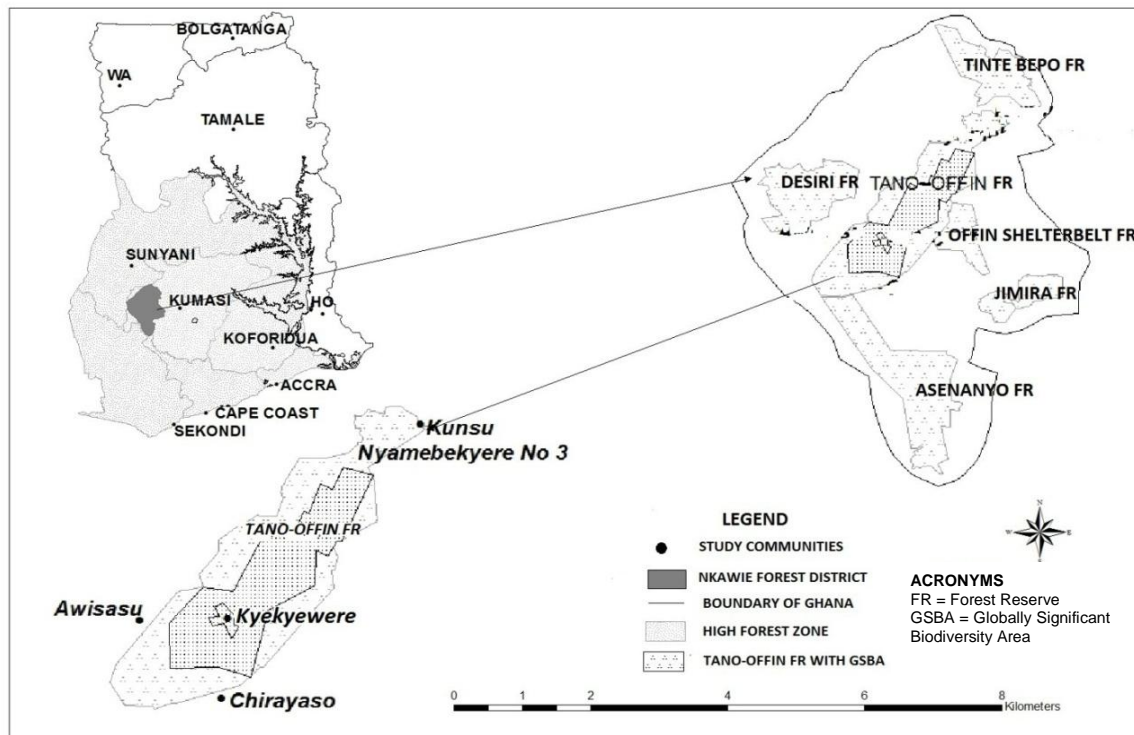 BOLGATANGA
WA
TAMALE
SUNYANI
KUMASI
HO
KOFORIDUA
ACCRA
CAPE COAST
SEKONDI
TINTE BEPO FR
DESIRI FR
TANO-OFFIN FR
OFFIN SHELTERBELT FR
JIMIRA FR
ASENANYO FR
Kunsu
Nyamebekyere No 3
TANO-OFFIN FR
Awisasu
Kyekyewere
Chirayaso
LEGEND
STUDY COMMUNITIES
NKAWIE FOREST DISTRICT
BOUNDARY OF GHANA
HIGH FOREST ZONE
TANO-OFFIN FR WITH GSBA
N
W E
S
ACRONYMS
FR = Forest Reserve
GSBA = Globally Significant
Biodiversity Area
0 1 2 4 6 8
Kilometers